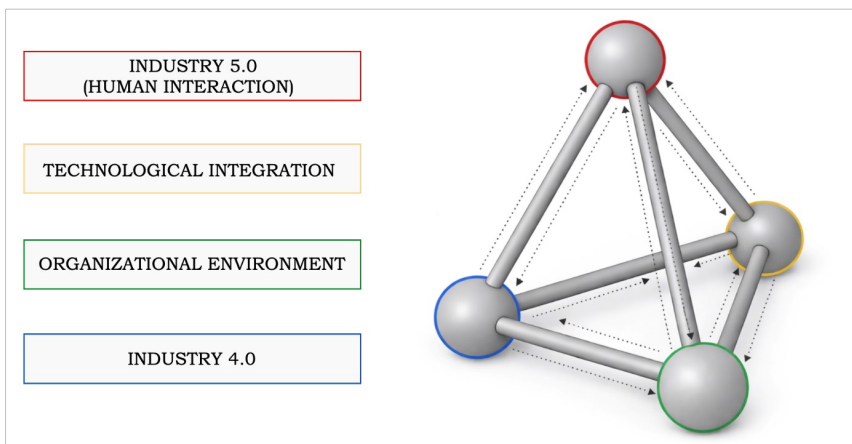 INDUSTRY 5.0
(HUMAN INTERACTION)
TECHNOLOGICAL INTEGRATION
ORGANIZATIONAL ENVIRONMENT
INDUSTRY 4.0